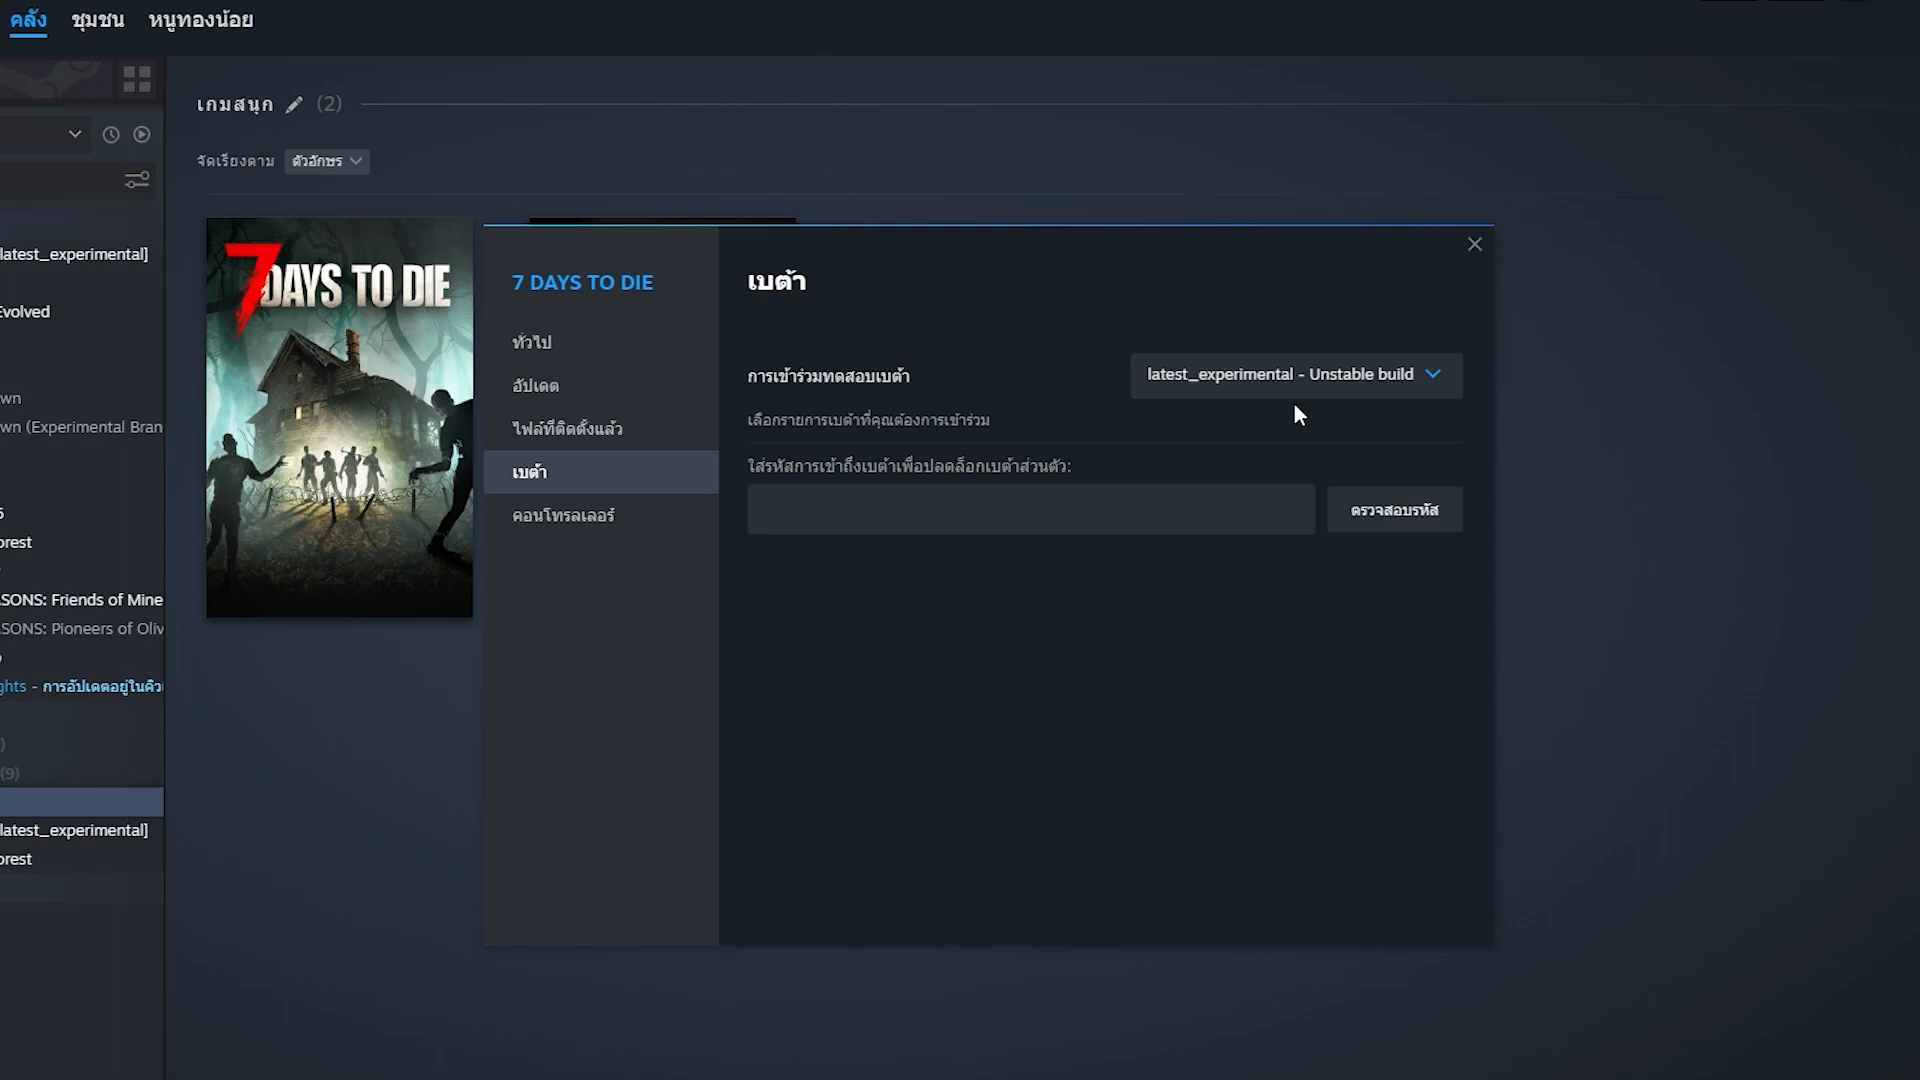 คลัง ชุมชน หนูทองน้อย
เกมสนุก (2)
จัดเรียงตาม ตัวอักษร
latest_experimental]
Evolved
wn
wn (Experimental Bran
orest
SONS: Friends of Mine
SONS: Pioneers of Oliv
ghts - การอัปเดตอยู่ในคิว
(9)
latest_experimental]
orest
7 DAYS TO DIE
7 DAYS TO DIE
ทั่วไป
อัปเดต
ไฟล์ที่ติดตั้งแล้ว
เบต้า
คอนโทรลเลอร์
เบต้า
การเข้าร่วมทดสอบเบต้า latest_experimental - Unstable build
เลือกรายการเบต้าที่คุณต้องการเข้าร่วม
ใส่รหัสการเข้าถึงเบต้าเพื่อปลดล็อกเบต้าส่วนตัว:
ตรวจสอบรหัส